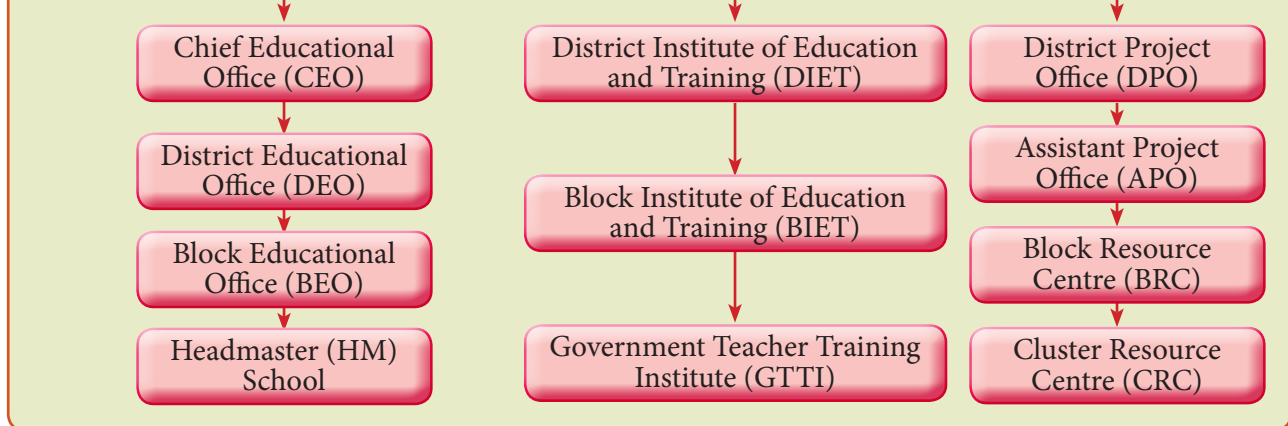 Chief Educational
Office (CEO)
District Educational
Office (DEO)
Block Educational
Office (BEO)
Headmaster (HM)
School
District Institute of Education
and Training (DIET)
Block Institute of Education
and Training (BIET)
Government Teacher Training
Institute (GTTI)
District Project
Office (DPO)
Assistant Project
Office (APO)
Block Resource
Centre (BRC)
Cluster Resource
Centre (CRC)